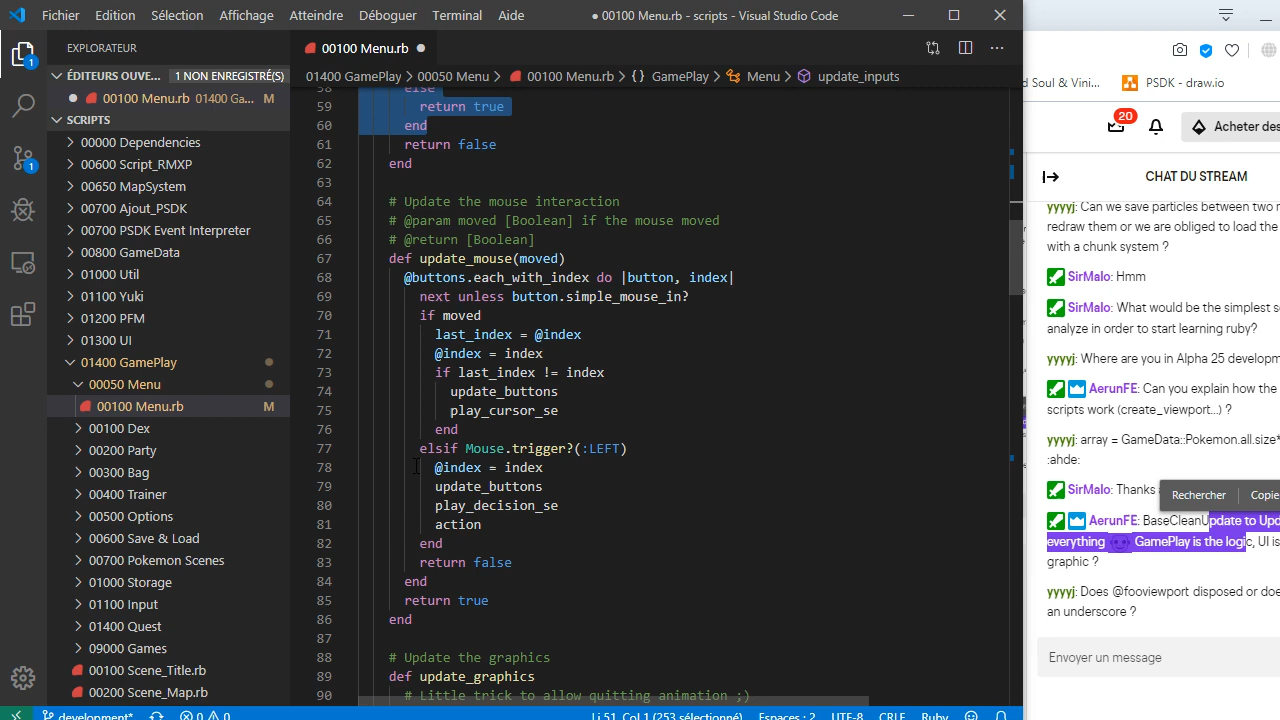 Fichier Edition Sélection Affichage Atteindre Déboguer Terminal Aide
● 00100 Menu.rb - scripts - Visual Studio Code
EXPLORATEUR
ÉDITEURS OUVE... 1 NON ENREGISTRÉ(S)
● 00100 Menu.rb 01400 Ga... M
SCRIPTS
00000 Dependencies
00600 Script_RMXP
00650 MapSystem
00700 Ajout_PSDK
00700 PSDK Event Interpreter
00800 GameData
01000 Util
01100 Yuki
01200 PFM
01300 UI
01400 GamePlay
00050 Menu
00100 Menu.rb M
00100 Dex
00200 Party
00300 Bag
00400 Trainer
00500 Options
00600 Save & Load
00700 Pokemon Scenes
01000 Storage
01100 Input
01400 Quest
09000 Games
00100 Scene_Title.rb
00200 Scene_Map.rb
1
1
00100 Menu.rb ●
01400 GamePlay > 00050 Menu > 00100 Menu.rb > {} GamePlay > Menu > update_inputs
58 else
59 return true
60 end
61 return false
62 end
63
64 # Update the mouse interaction
65 # @param moved [Boolean] if the mouse moved
66 # @return [Boolean]
67 def update_mouse(moved)
68 @buttons.each_with_index do |button, index|
69 next unless button.simple_mouse_in?
70 if moved
71 last_index = @index
72 @index = index
73 if last_index != index
74 update_buttons
75 play_cursor_se
76 end
77 elsif Mouse.trigger?(:LEFT)
78 @index = index
79 update_buttons
80 play_decision_se
81 action
82 end
83 return false
84 end
85 return true
86 end
87
88 # Update the graphics
89 def update_graphics
90 # Little trick to allow quitting animation ;)
development* 0 0 Li 51, Col 1 (253 sélectionné) Espaces : 2 UTF-8 CRLF Ruby
d Soul & Vini... PSDK - draw.io
20 Acheter des
CHAT DU STREAM
yyyyj: Can we save particles between two
redraw them or we are obliged to load the
with a chunk system ?
SirMalo: Hmm
SirMalo: What would be the simplest
analyze in order to start learning ruby?
yyyyj: Where are you in Alpha 25
AerunFE: Can you explain how the
scripts work (create_viewport...) ?
yyyyj: array = GameData::Pokemon.all.size*
:ahde:
SirMalo: Thanks
Rechercher Copie
AerunFE: BaseCleanUpdate to
everything GamePlay is the logic, UI is
graphic ?
yyyyj: Does @fooviewport disposed or
an underscore ?
Envoyer un message